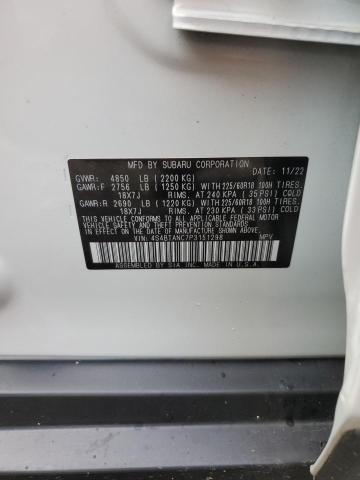 MFD BY SUBARU CORPORATION
DATE: 11/22
GVWR: 4850 LB (2200 KG)
GAWR:F 2756 LB (1250 KG) WITH 225/60R18 100H TIRES,
18X7J RIMS, AT 240 KPA (35PSI) COLD
GAWR:R 2690 LB (1220 KG) WITH 225/60R18 100H TIRES,
18X7J RIMS, AT 230 KPA (33PSI) COLD
THIS VEHICLE CONFORMS TO ALL APPLICABLE FEDERAL MOTOR
VEHICLE SAFETY AND THEFT PREVENTION STANDARDS
IN EFFECT ON THE DATE OF MANUFACTURE SHOWN ABOVE.
VIN: 4S4BTANC7P3151298 MPV
ASSEMBLED BY SIA INC. MADE IN U.S.A.